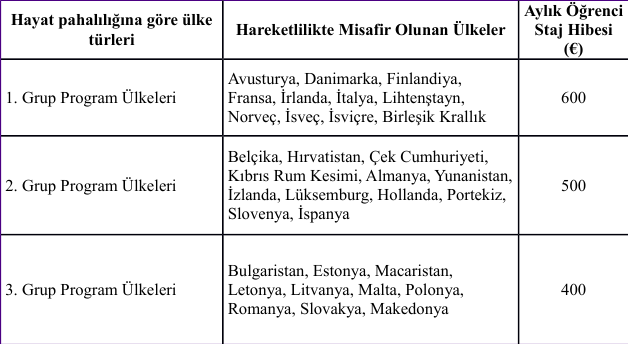 Hayat pahalılığına göre ülke
türleri
Hareketlilikte Misafir Olunan Ülkeler
Aylık Öğrenci
Staj Hibesi
(€)
1. Grup Program Ülkeleri
Avusturya, Danimarka, Finlandiya,
Fransa, İrlanda, İtalya, Lihtenştayn,
Norveç, İsveç, İsviçre, Birleşik Krallık
600
2. Grup Program Ülkeleri
Belçika, Hırvatistan, Çek Cumhuriyeti,
Kıbrıs Rum Kesimi, Almanya, Yunanistan,
İzlanda, Lüksemburg, Hollanda, Portekiz,
Slovenya, İspanya
500
3. Grup Program Ülkeleri
Bulgaristan, Estonya, Macaristan,
Letonya, Litvanya, Malta, Polonya,
Romanya, Slovakya, Makedonya
400